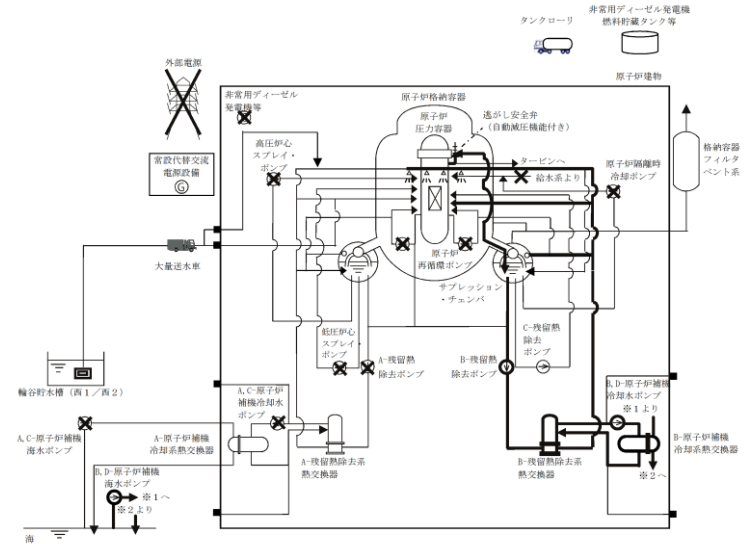 タンクローリ
非常用ディーゼル発電機
燃料貯蔵タンク等
外部電源
原子炉建物
非常用ディーゼル
発電機等
原子炉格納容器
原子炉
圧力容器
逃がし安全弁
（自動減圧機能付き）
高圧炉心
スプレイ・
ポンプ
常設代替交流
電源設備
G
タービンへ
給水系より
原子炉隔離時
冷却ポンプ
格納容器
フィルタ
ベント系
大量送水車
原子炉
再循環ポンプ
サプレッション
・チェンバ
低圧炉心
スプレイ・
ポンプ
A-残留熱
除去ポンプ
B-残留熱
除去ポンプ
C-残留熱
除去
ポンプ
輪谷貯水槽（西1／西2）
A,C-原子炉
補機冷却水
ポンプ
B,D-原子炉補機
冷却水ポンプ
※1より
A,C-原子炉補機
海水ポンプ
A-原子炉補機
冷却系熱交換器
A-残留熱除去系
熱交換器
B-残留熱除去系
熱交換器
B-原子炉補機
冷却系熱交換器
※2へ
B,D-原子炉補機
海水ポンプ
※1へ
※2より
海